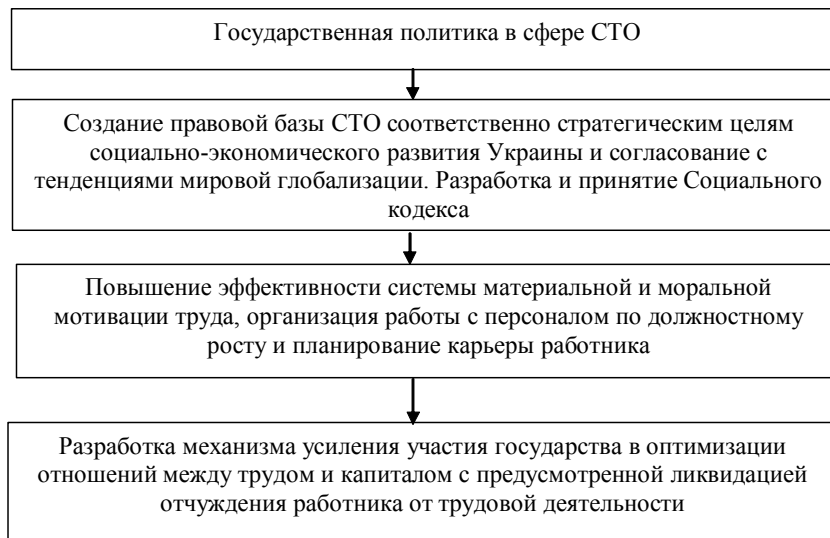 Государственная политика в сфере СТО
Создание правовой базы СТО соответственно стратегическим целям
социально-экономического развития Украины и согласование с
тенденциями мировой глобализации. Разработка и принятие Социального
кодекса
Повышение эффективности системы материальной и моральной
мотивации труда, организация работы с персоналом по должностному
росту и планирование карьеры работника
Разработка механизма усиления участия государства в оптимизации
отношений между трудом и капиталом с предусмотренной ликвидацией
отчуждения работника от трудовой деятельности